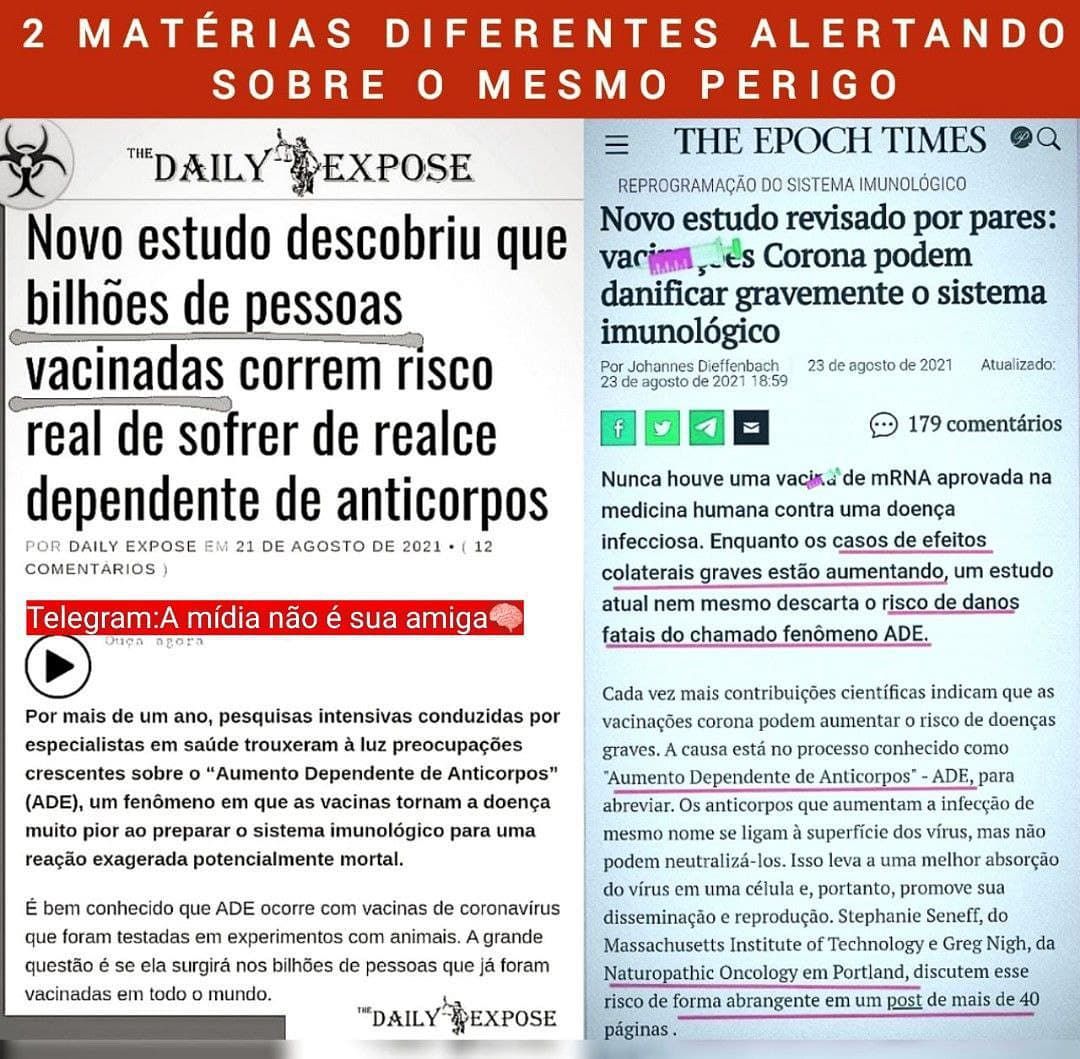 2 MATÉRIAS DIFERENTES ALERTANDO
SOBRE O MESMO PERIGO
THE DAILY EXPOSE
Novo estudo descobriu que
bilhões de pessoas
vacinadas correm risco
real de sofrer de realce
dependente de anticorpos
POR DAILY EXPOSE EM 21 DE AGOSTO DE 2021 • ( 12
COMENTÁRIOS )
Telegram:A mídia não é sua amiga🧠
Ouça agora
Por mais de um ano, pesquisas intensivas conduzidas por
especialistas em saúde trouxeram à luz preocupações
crescentes sobre o “Aumento Dependente de Anticorpos”
(ADE), um fenômeno em que as vacinas tornam a doença
muito pior ao preparar o sistema imunológico para uma
reação exagerada potencialmente mortal.
É bem conhecido que ADE ocorre com vacinas de coronavírus
que foram testadas em experimentos com animais. A grande
questão é se ela surgirá nos bilhões de pessoas que já foram
vacinadas em todo o mundo.
THE DAILY EXPOSE
THE EPOCH TIMES
REPROGRAMAÇÃO DO SISTEMA IMUNOLÓGICO
Novo estudo revisado por pares:
Corona podem
danificar gravemente o sistema
imunológico
Por Johannes Dieffenbach 23 de agosto de 2021 Atualizado:
23 de agosto de 2021 18:59
179 comentários
Nunca houve uma de mRNA aprovada na
medicina humana contra uma doença
infecciosa. Enquanto os casos de efeitos
colaterais graves estão aumentando, um estudo
atual nem mesmo descarta o risco de danos
fatais do chamado fenômeno ADE.
Cada vez mais contribuições científicas indicam que as
vacinações corona podem aumentar o risco de doenças
graves. A causa está no processo conhecido como
"Aumento Dependente de Anticorpos" - ADE, para
abreviar. Os anticorpos que aumentam a infecção de
mesmo nome se ligam à superfície dos vírus, mas não
podem neutralizá-los. Isso leva a uma melhor absorção
do vírus em uma célula e, portanto, promove sua
disseminação e reprodução. Stephanie Seneff, do
Massachusetts Institute of Technology e Greg Nigh, da
Naturopathic Oncology em Portland, discutem esse
risco de forma abrangente em um post de mais de 40
páginas .